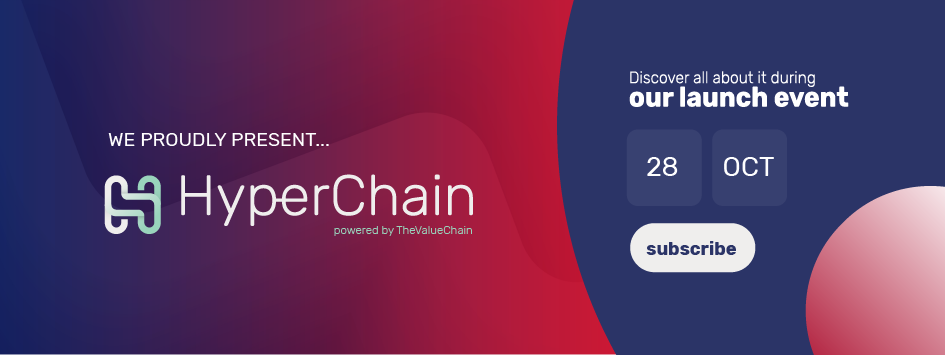 WE PROUDLY PRESENT...
HyperChain
powered by TheValueChain
Discover all about it during
our launch event
28 OCT
subscribe